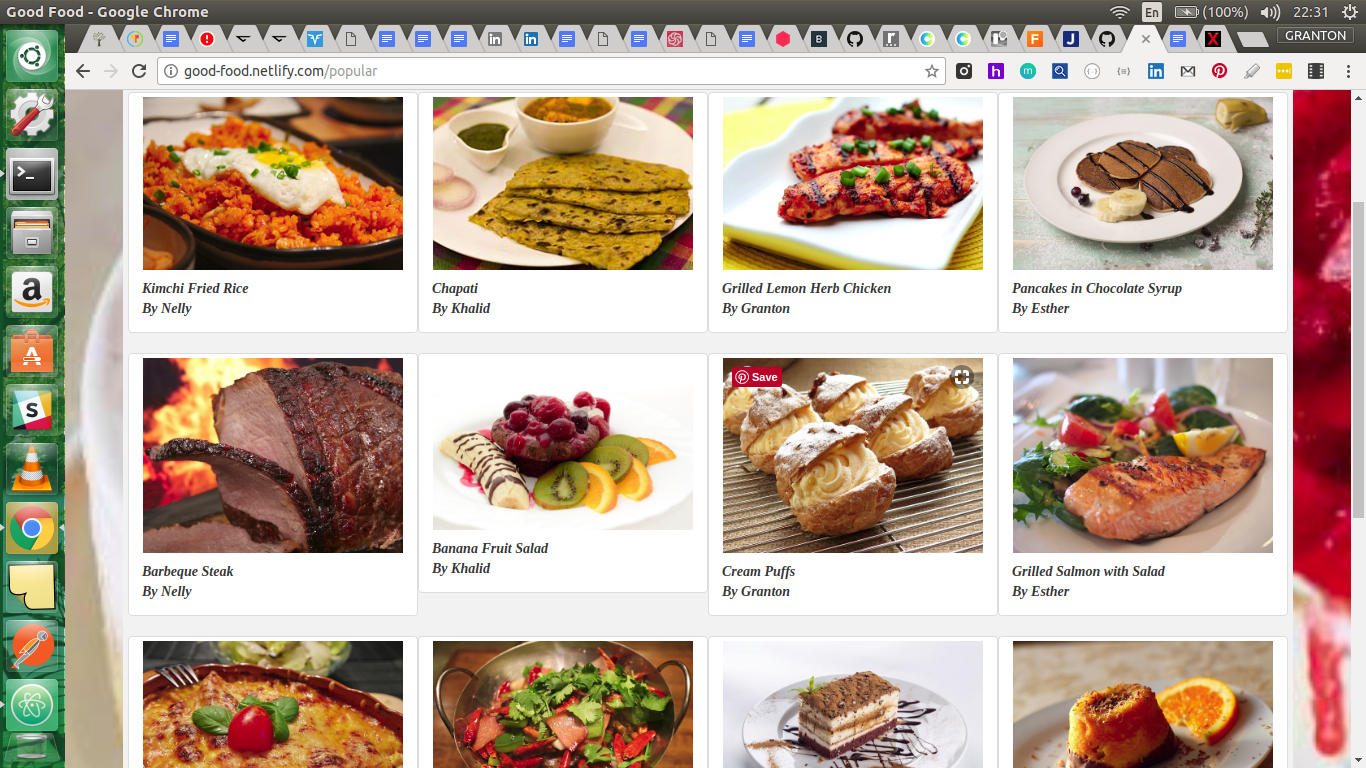 Good Food - Google Chrome
En
(100%)
22:31
GRANTON
good-food.netlify.com/popular
Kimchi Fried Rice
By Nelly
Chapati
By Khalid
Grilled Lemon Herb Chicken
By Granton
Pancakes in Chocolate Syrup
By Esther
Save
Barbeque Steak
By Nelly
Banana Fruit Salad
By Khalid
Cream Puffs
By Granton
Grilled Salmon with Salad
By Esther